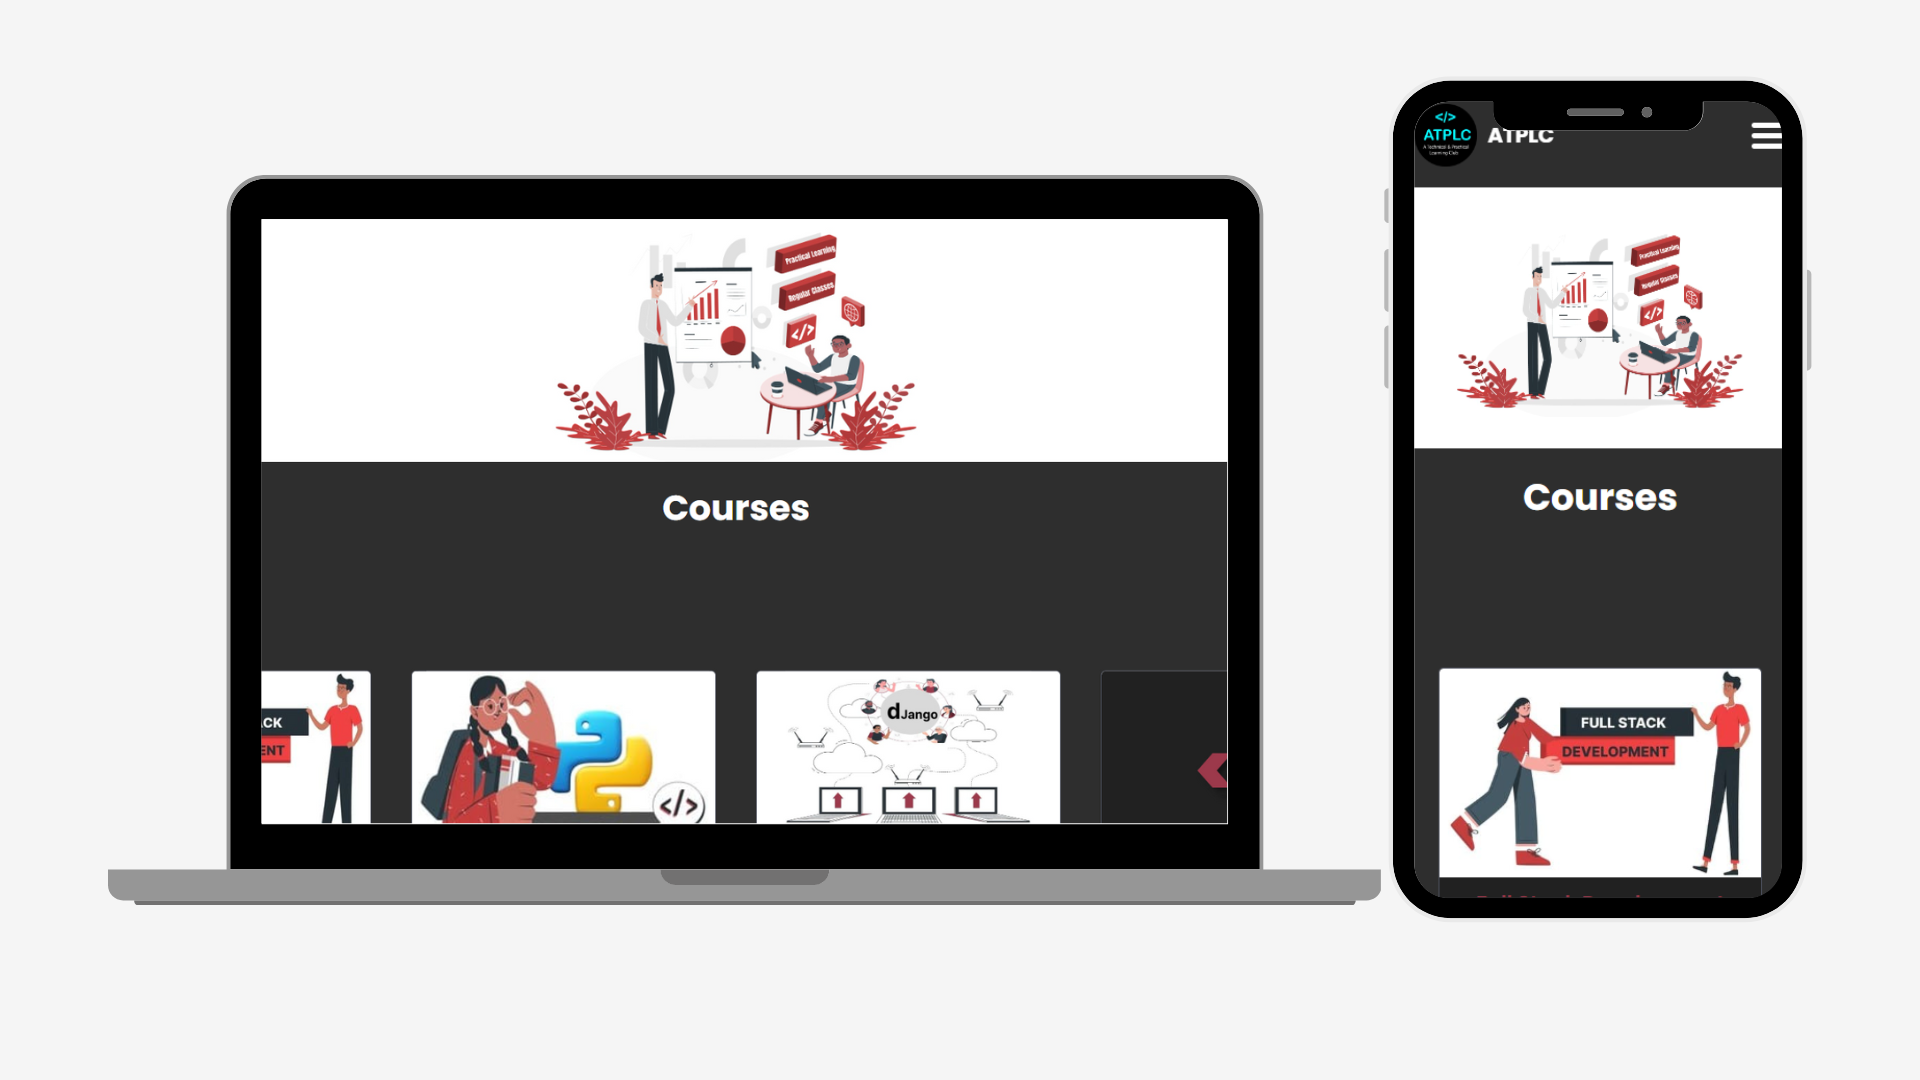 Practical Learning
Regular Classes
</>
Courses
CK
ENT
</>
dJango
</>
ATPLC
A Technical & Practical
Learning Club
ATPLC
Practical Learning
Regular Classes
</>
Courses
FULL STACK
DEVELOPMENT